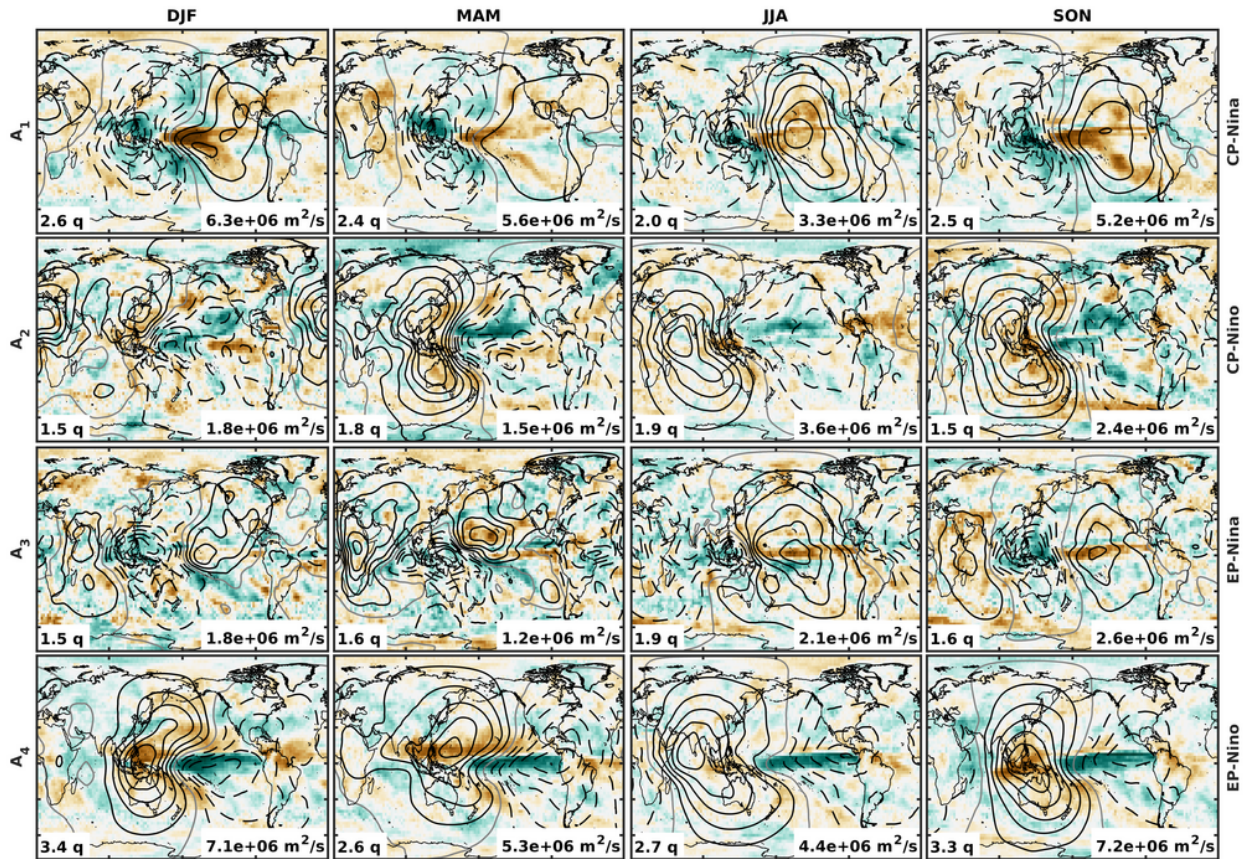 DJF MAM JJA SON
A₁ 2.6 q 6.3e+06 m²/s 2.4 q 5.6e+06 m²/s 2.0 q 3.3e+06 m²/s 2.5 q 5.2e+06 m²/s CP-Nina
A₂ 1.5 q 1.8e+06 m²/s 1.8 q 1.5e+06 m²/s 1.9 q 3.6e+06 m²/s 1.5 q 2.4e+06 m²/s CP-Nino
A₃ 1.5 q 1.8e+06 m²/s 1.6 q 1.2e+06 m²/s 1.9 q 2.1e+06 m²/s 1.6 q 2.6e+06 m²/s EP-Nina
A₄ 3.4 q 7.1e+06 m²/s 2.6 q 5.3e+06 m²/s 2.7 q 4.4e+06 m²/s 3.3 q 7.2e+06 m²/s EP-Nino